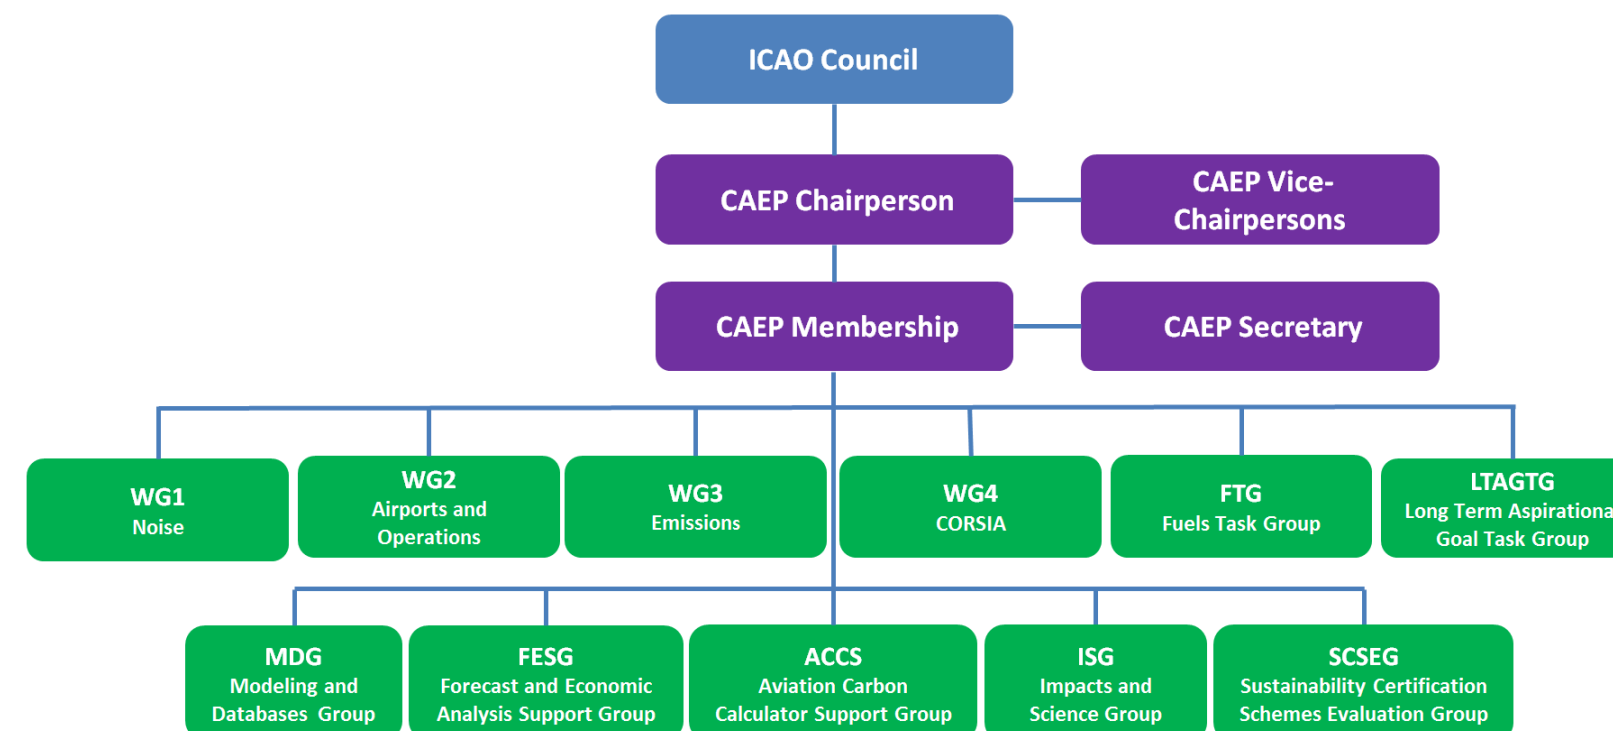 ICAO Council
CAEP Chairperson
CAEP Vice-
Chairpersons
CAEP Membership
CAEP Secretary
WG1
Noise
WG2
Airports and
Operations
WG3
Emissions
WG4
CORSIA
FTG
Fuels Task Group
LTAGTG
Long Term Aspirationa
Goal Task Group
MDG
Modeling and
Databases Group
FESG
Forecast and Economic
Analysis Support Group
ACCS
Aviation Carbon
Calculator Support Group
ISG
Impacts and
Science Group
SCSEG
Sustainability Certification
Schemes Evaluation Group